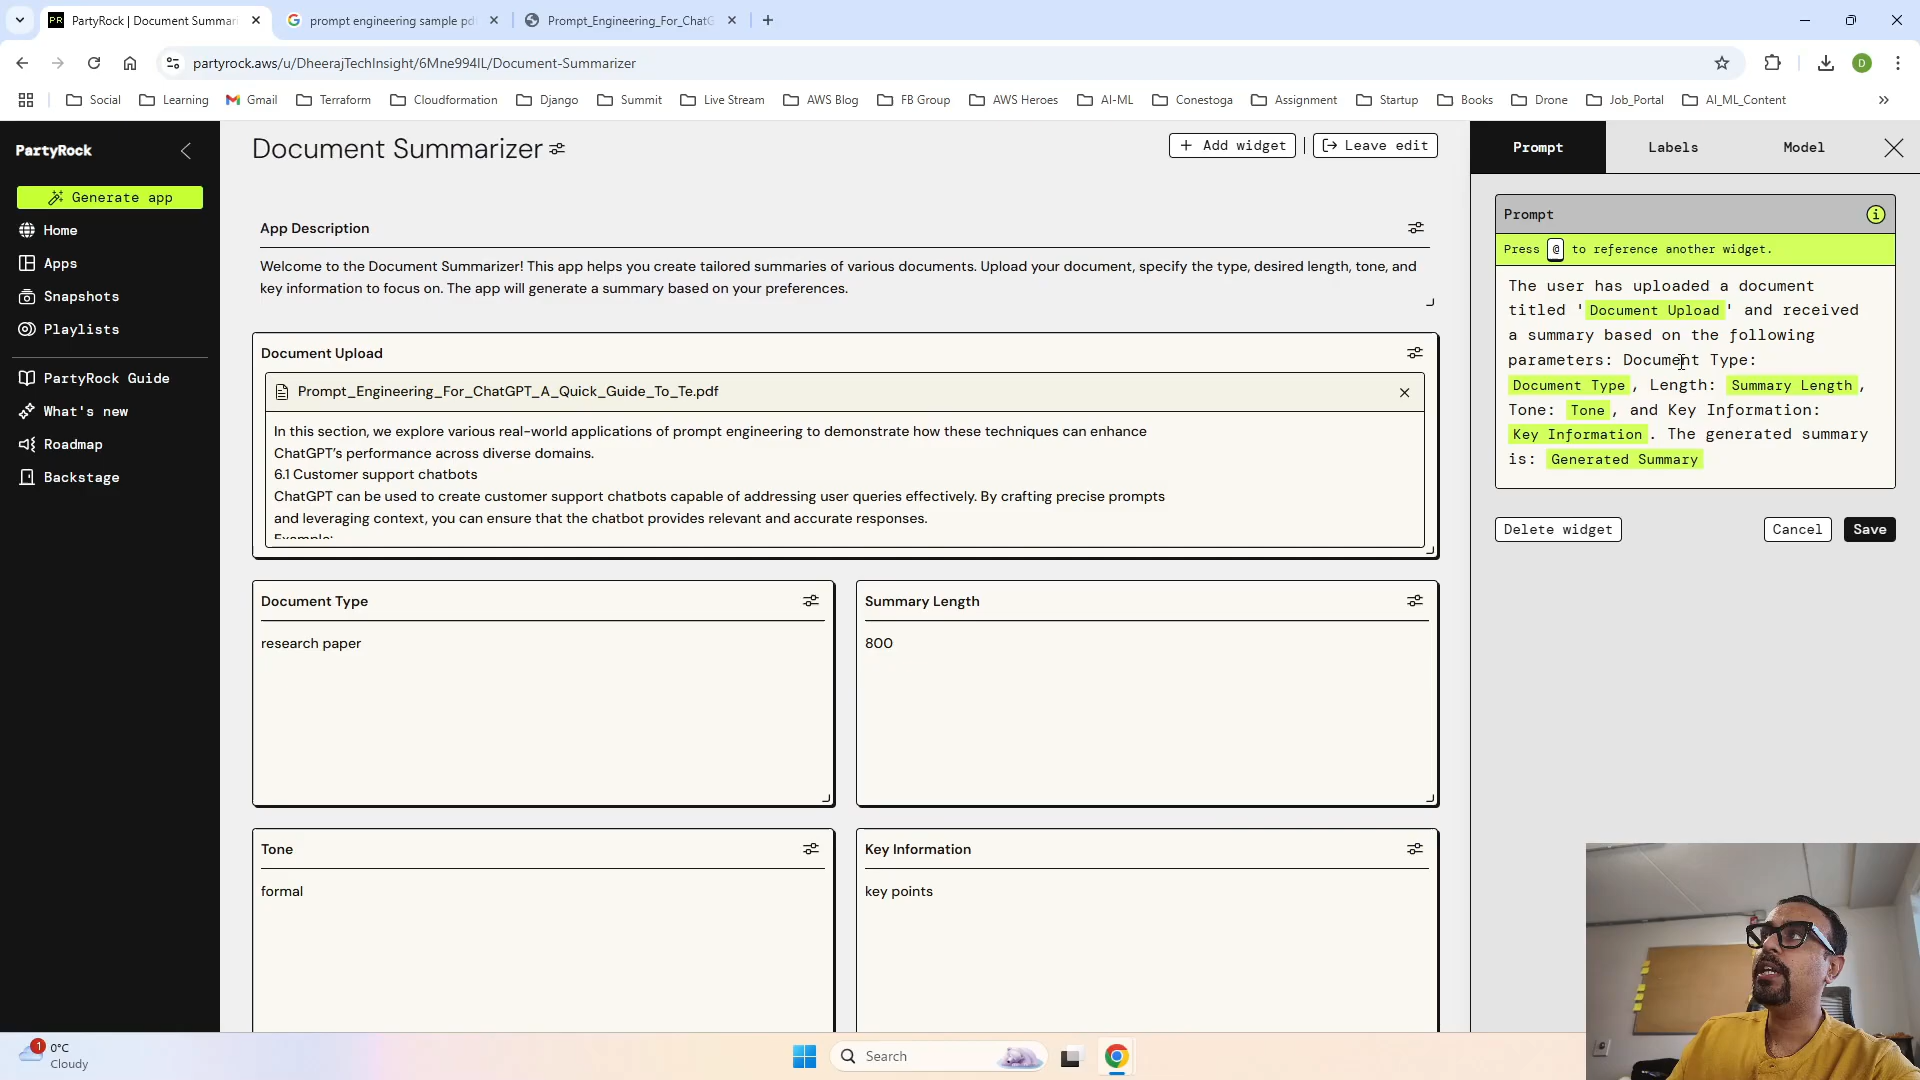 PartyRock | Document Summar
prompt engineering sample pd
Prompt_Engineering_For_ChatG
partyrock.aws/u/DheerajTechInsight/6Mne994lL/Document-Summarizer
D
Social
Learning
Gmail
Terraform
Cloudformation
Django
Summit
Live Stream
AWS Blog
FB Group
AWS Heroes
AI-ML
Conestoga
Assignment
Startup
Books
Drone
Job_Portal
AI_ML_Content
PartyRock
Generate app
Home
Apps
Snapshots
Playlists
PartyRock Guide
What's new
Roadmap
Backstage
Document Summarizer
+ Add widget
Leave edit
App Description
Welcome to the Document Summarizer! This app helps you create tailored summaries of various documents. Upload your document, specify the type, desired length, tone, and
key information to focus on. The app will generate a summary based on your preferences.
Document Upload
Prompt_Engineering_For_ChatGPT_A_Quick_Guide_To_Te.pdf
In this section, we explore various real-world applications of prompt engineering to demonstrate how these techniques can enhance
ChatGPT's performance across diverse domains.
6.1 Customer support chatbots
ChatGPT can be used to create customer support chatbots capable of addressing user queries effectively. By crafting precise prompts
and leveraging context, you can ensure that the chatbot provides relevant and accurate responses.
Example:
Document Type
research paper
Summary Length
800
Tone
formal
Key Information
key points
Prompt
Labels
Model
Prompt
Press @ to reference another widget.
The user has uploaded a document
titled 'Document Upload' and received
a summary based on the following
parameters: Document Type:
Document Type, Length: Summary Length,
Tone: Tone, and Key Information:
Key Information. The generated summary
is: Generated Summary
Delete widget
Cancel
Save
1
0°C
Cloudy
Search